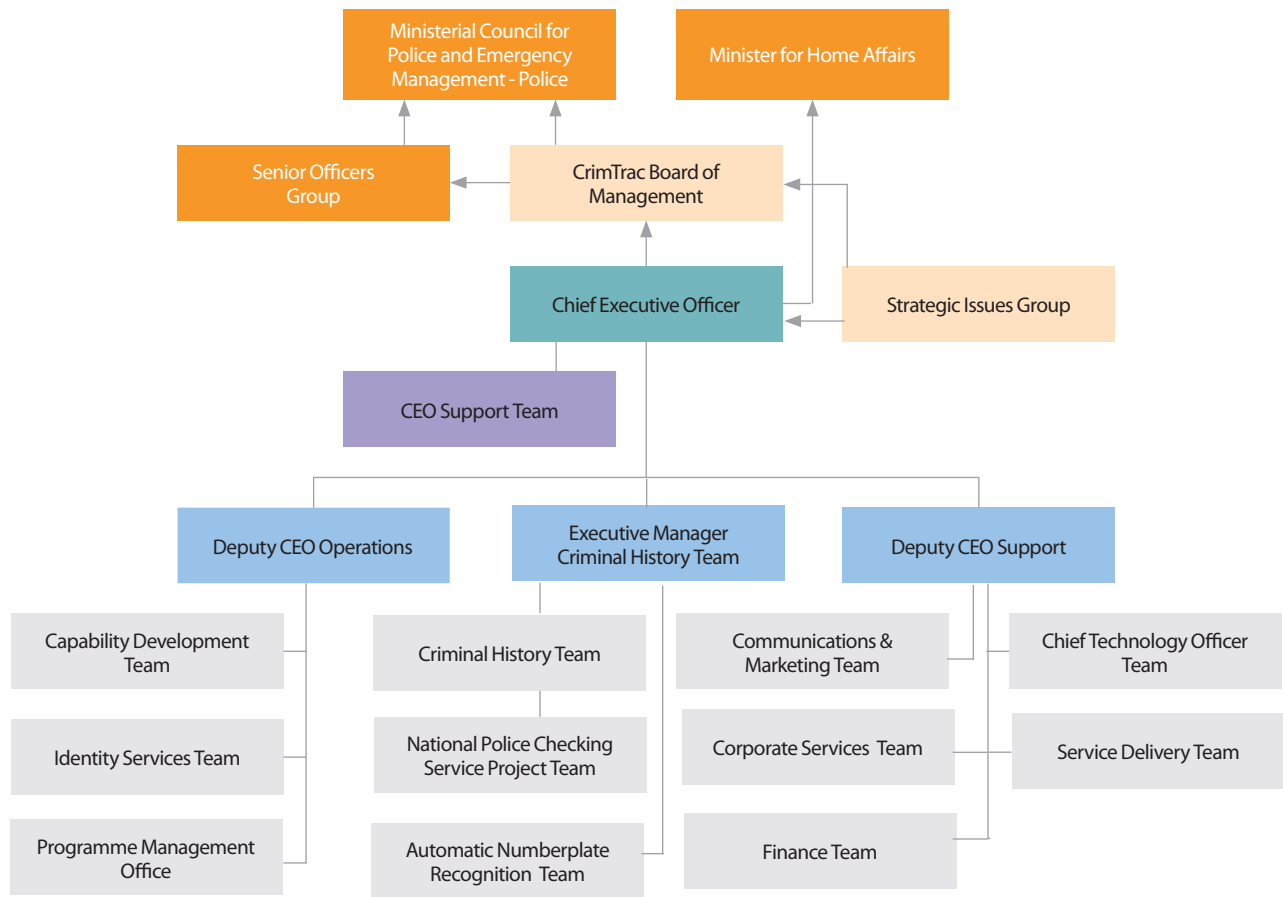 Ministerial Council for
Police and Emergency
Management - Police
Minister for Home Affairs
Senior Officers
Group
CrimTrac Board of
Management
Chief Executive Officer
Strategic Issues Group
CEO Support Team
Deputy CEO Operations
Executive Manager
Criminal History Team
Deputy CEO Support
Capability Development
Team
Criminal History Team
Communications &
Marketing Team
Chief Technology Officer
Team
Identity Services Team
National Police Checking
Service Project Team
Corporate Services Team
Service Delivery Team
Programme Management
Office
Automatic Numberplate
Recognition Team
Finance Team